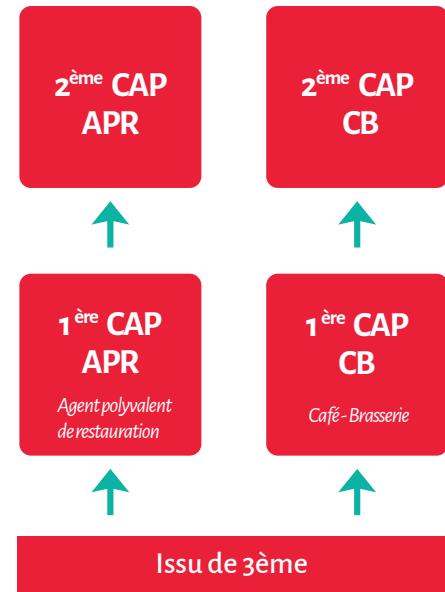 2ème CAP
APR
2ème CAP
CB
1ère CAP
APR
Agent polyvalent
de restauration
1ère CAP
CB
Café - Brasserie
Issu de 3ème